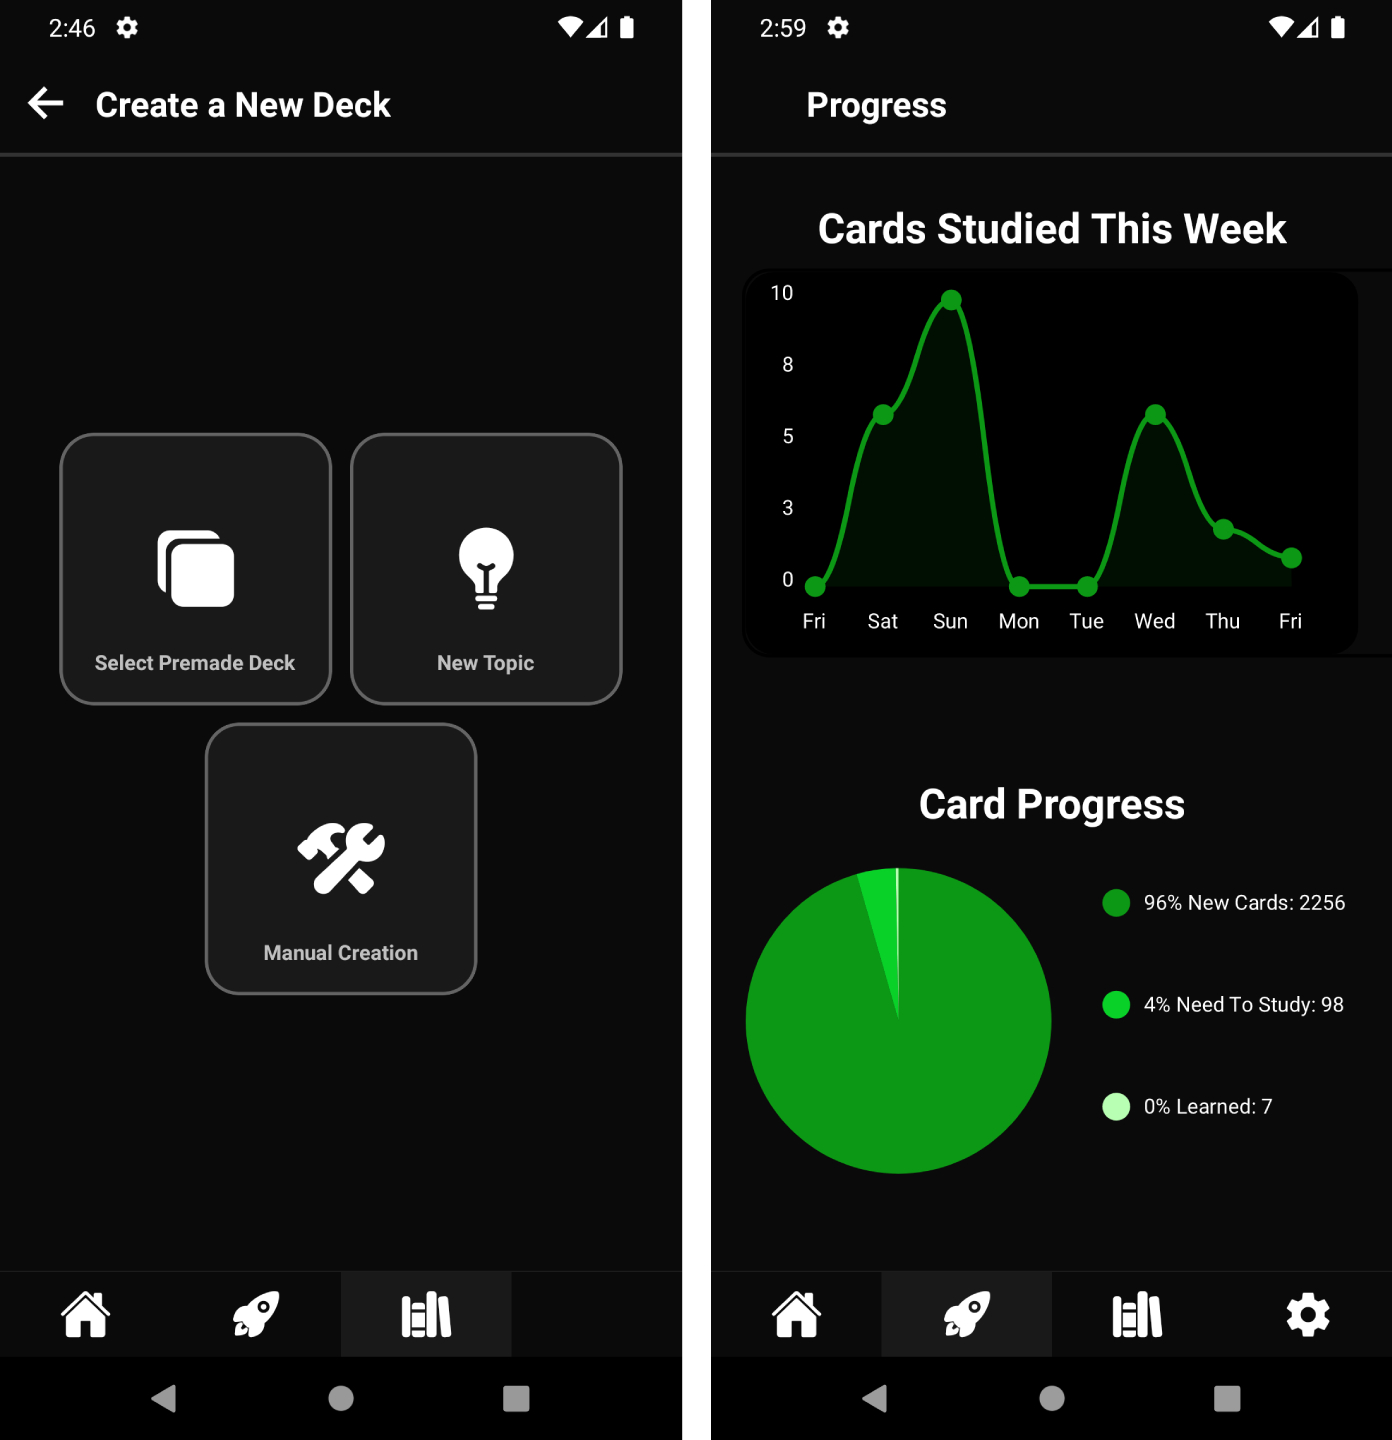 2:46
Create a New Deck
Select Premade Deck
New Topic
Manual Creation
2:59
Progress
Cards Studied This Week
10
8
5
3
0
Fri Sat Sun Mon Tue Wed Thu Fri
Card Progress
96% New Cards: 2256
4% Need To Study: 98
0% Learned: 7